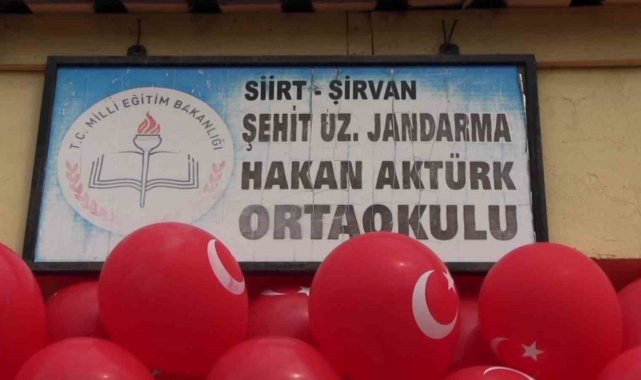 T.C. MİLLİ EĞİTİM BAKANLIĞI
SİİRT - ŞİRVAN
ŞEHİT UZ. JANDARMA
HAKAN AKTÜRK
ORTAOKULU